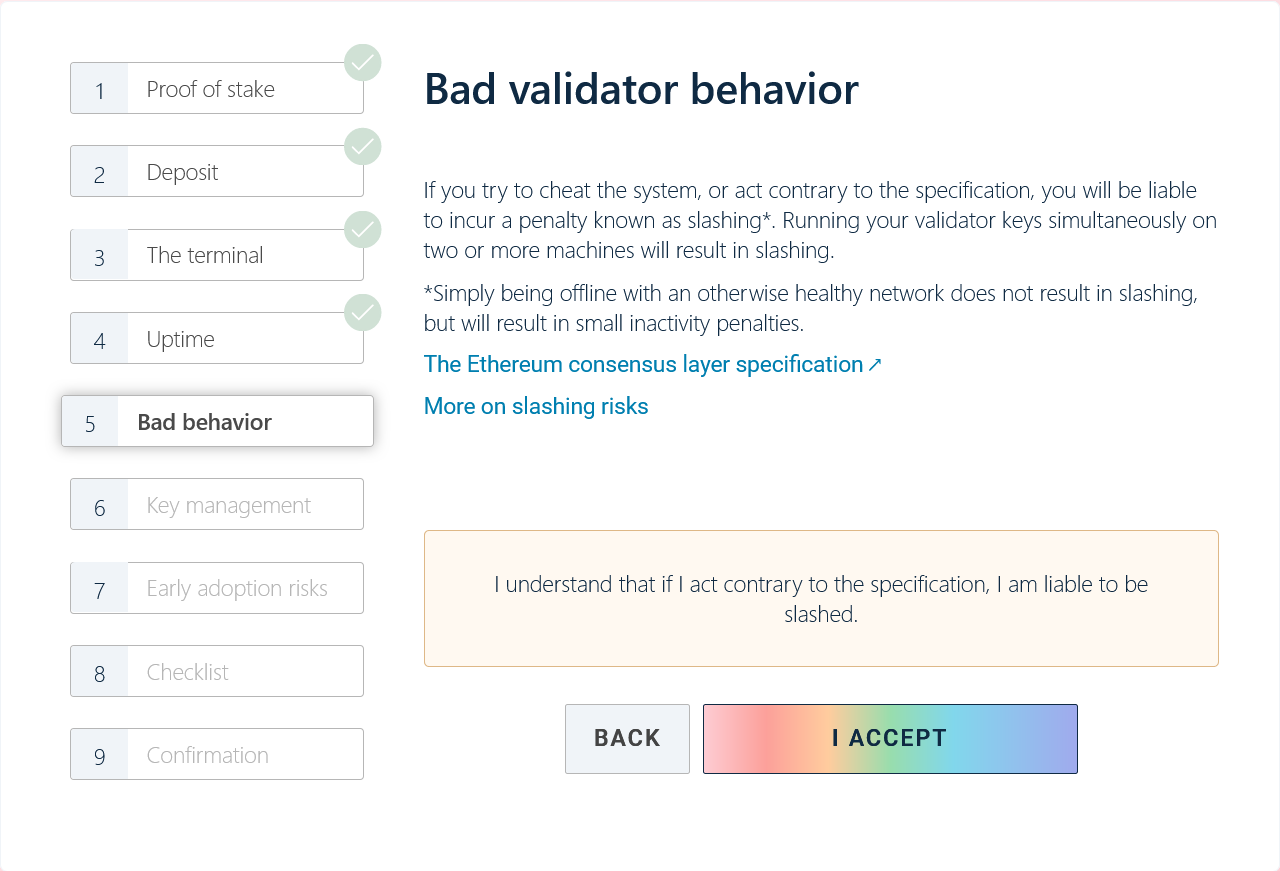 1 Proof of stake
2 Deposit
3 The terminal
4 Uptime
5 Bad behavior
6 Key management
7 Early adoption risks
8 Checklist
9 Confirmation
Bad validator behavior
If you try to cheat the system, or act contrary to the specification, you will be liable
to incur a penalty known as slashing*. Running your validator keys simultaneously on
two or more machines will result in slashing.
*Simply being offline with an otherwise healthy network does not result in slashing,
but will result in small inactivity penalties.
The Ethereum consensus layer specification ↗
More on slashing risks
I understand that if I act contrary to the specification, I am liable to be
slashed.
BACK
I ACCEPT